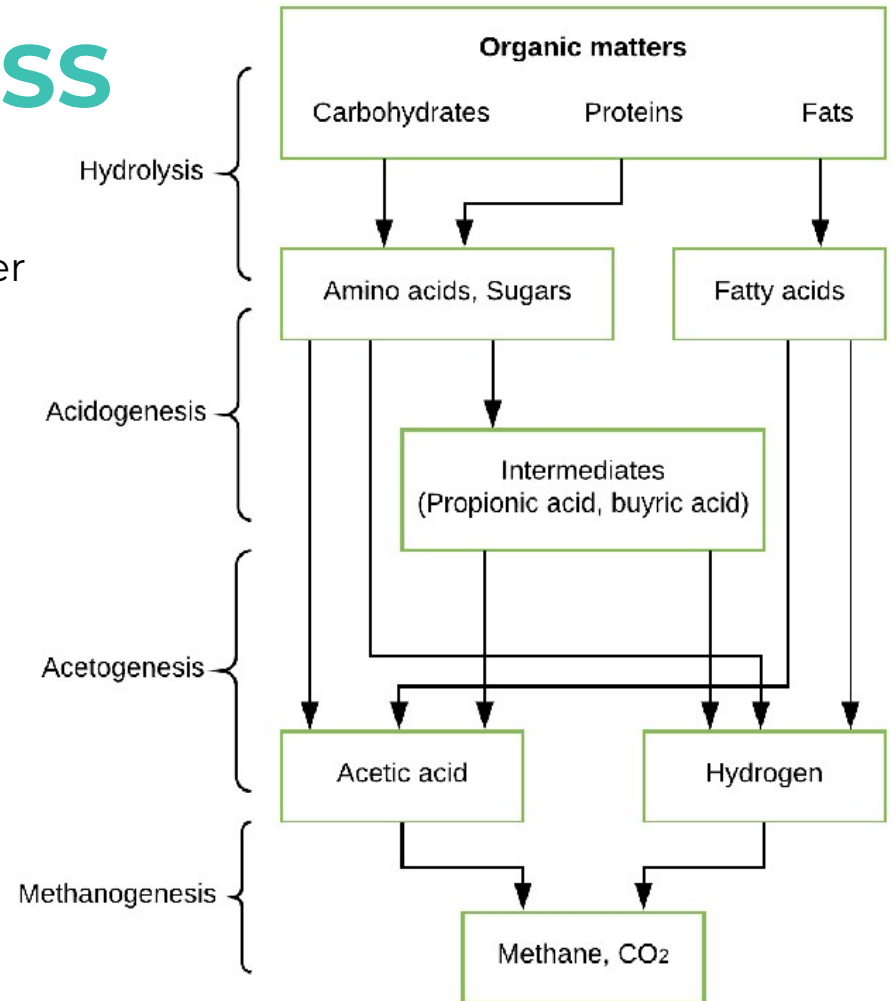 ss
er
Organic matters
Carbohydrates Proteins Fats
Hydrolysis
Amino acids, Sugars
Fatty acids
Acidogenesis
Intermediates
(Propionic acid, buyric acid)
Acetogenesis
Acetic acid
Hydrogen
Methanogenesis
Methane, CO2